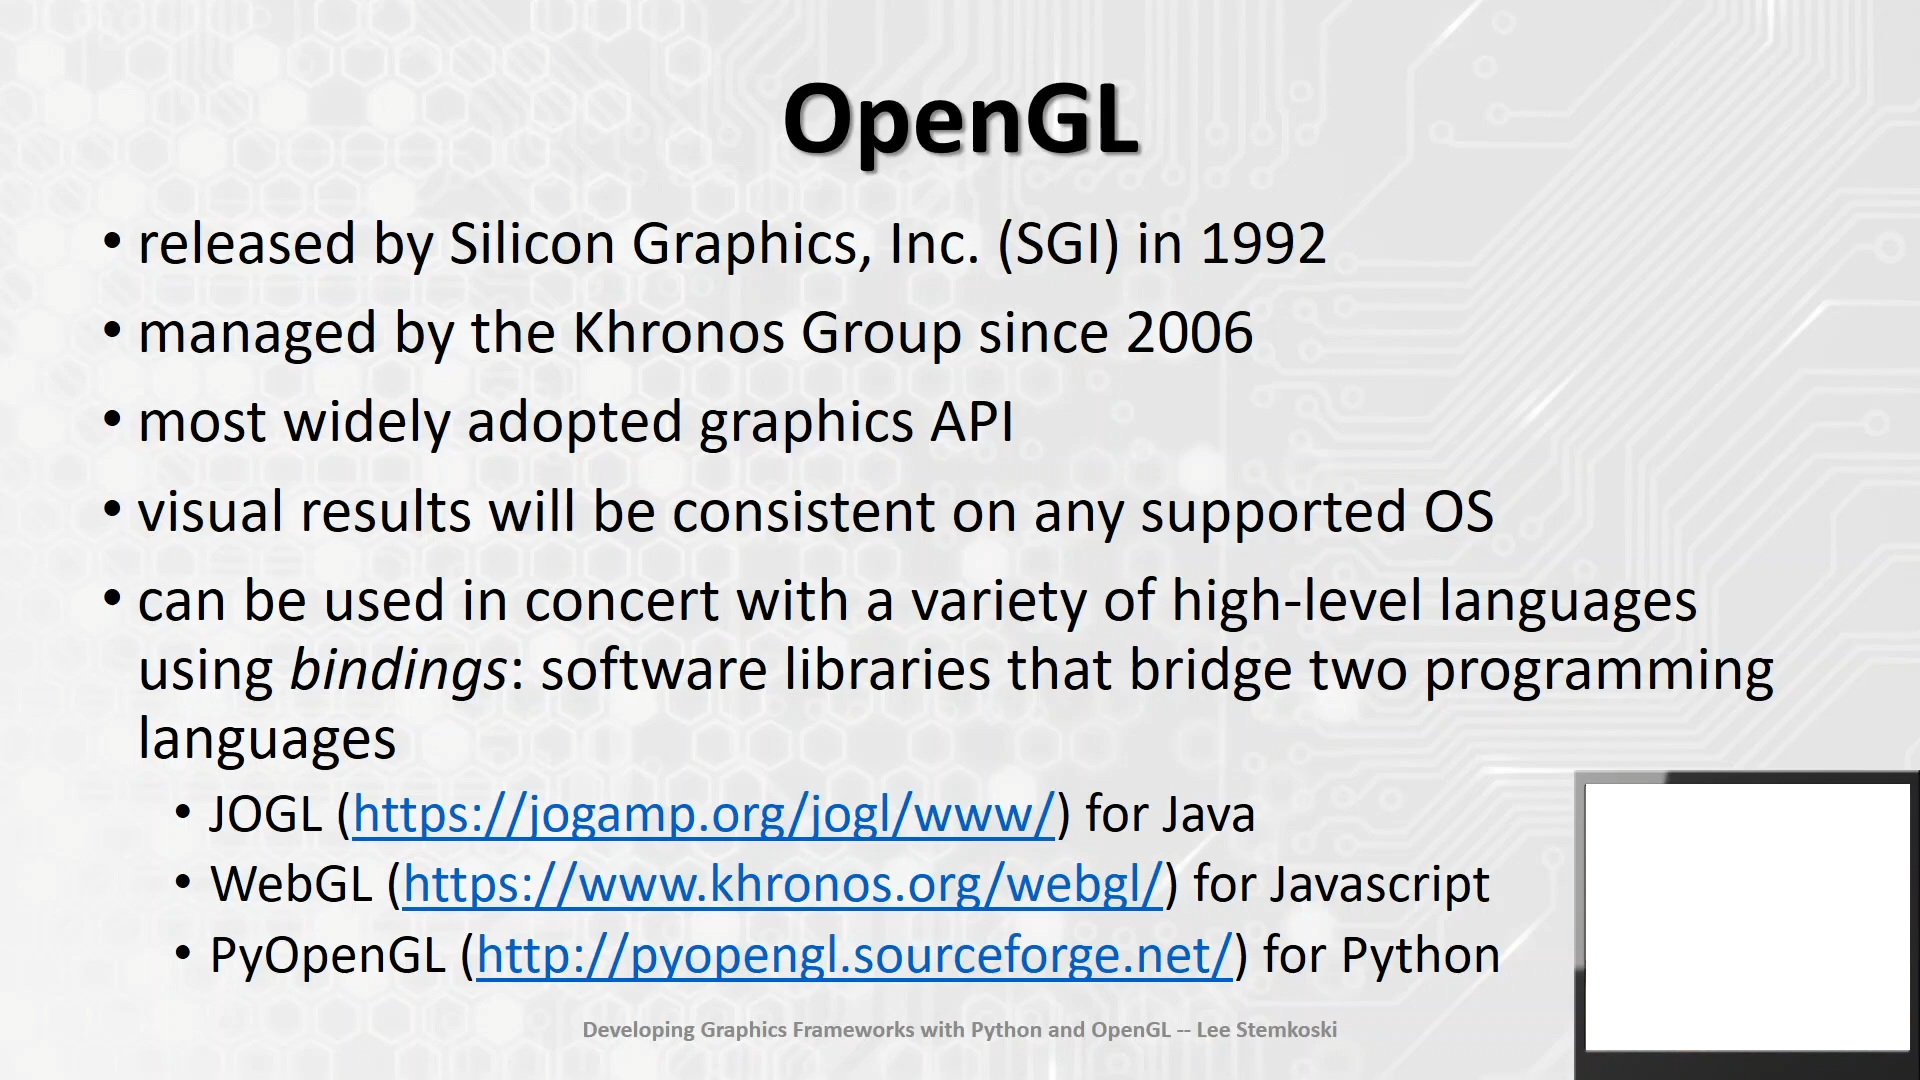 OpenGL
• released by Silicon Graphics, Inc. (SGI) in 1992
• managed by the Khronos Group since 2006
• most widely adopted graphics API
• visual results will be consistent on any supported OS
• can be used in concert with a variety of high-level languages
using bindings: software libraries that bridge two programming
languages
• JOGL (https://jogamp.org/jogl/www/) for Java
• WebGL (https://www.khronos.org/webgl/) for Javascript
• PyOpenGL (http://pyopengl.sourceforge.net/) for Python
Developing Graphics Frameworks with Python and OpenGL -- Lee Stemkoski